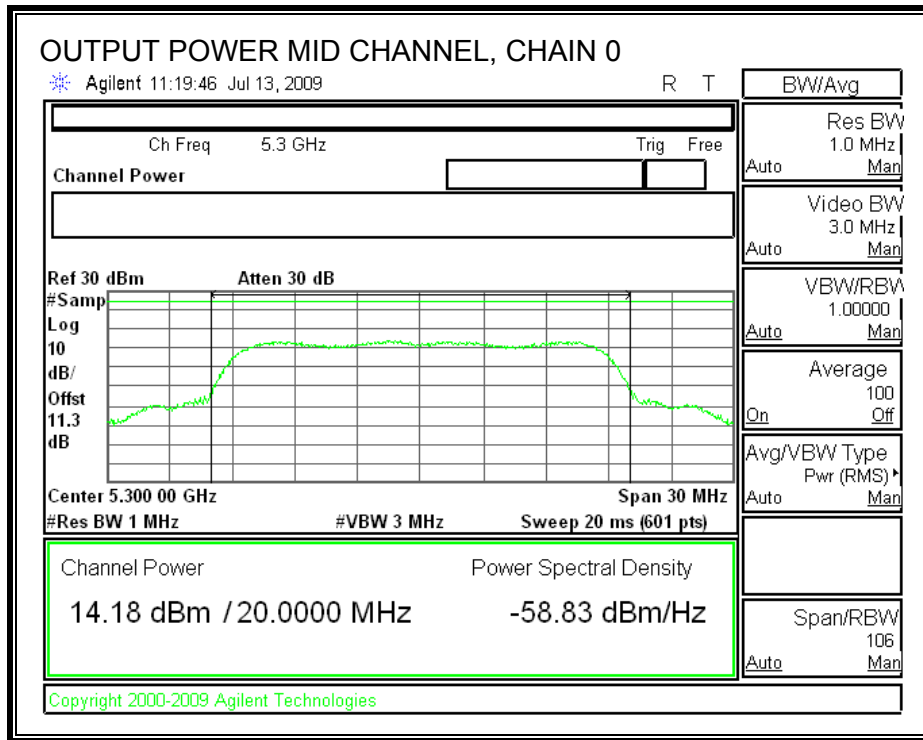 OUTPUT POWER MID CHANNEL, CHAIN 0
Agilent 11:19:46 Jul 13, 2009
R T
BW/Avg
Ch Freq 5.3 GHz Trig Free
Channel Power
Res BW
1.0 MHz
Auto Man
Video BW
3.0 MHz
Auto Man
VBW/RBW
1.00000
Auto Man
Average
100
On Off
Avg/VBW Type
Pwr (RMS)
Auto Man
Span/RBW
106
Auto Man
Ref 30 dBm Atten 30 dB
#Samp
Log
10
dB/
Offst
11.3
dB
Center 5.300 00 GHz Span 30 MHz
#Res BW 1 MHz #VBW 3 MHz Sweep 20 ms (601 pts)
Channel Power Power Spectral Density
14.18 dBm / 20.0000 MHz -58.83 dBm/Hz
Copyright 2000-2009 Agilent Technologies